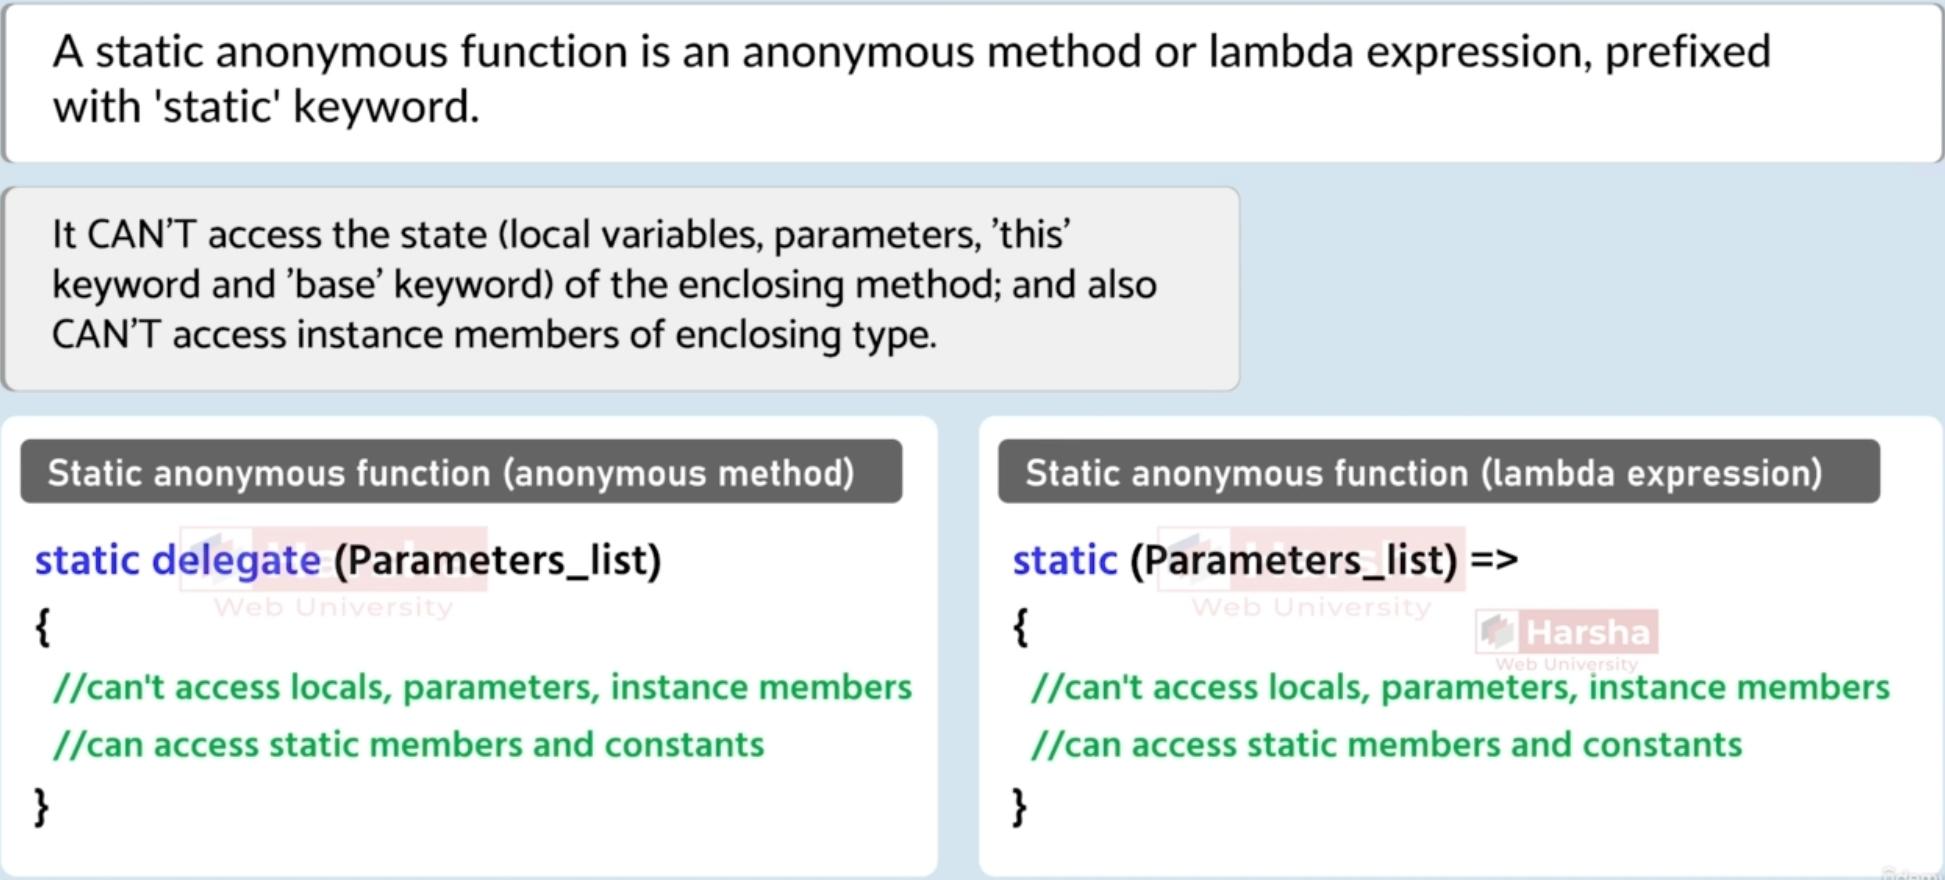 A static anonymous function is an anonymous method or lambda expression, prefixed
with 'static' keyword.
It CAN’T access the state (local variables, parameters, ’this’
keyword and ’base’ keyword) of the enclosing method; and also
CAN’T access instance members of enclosing type.
Static anonymous function (anonymous method)
static delegate (Parameters_list)
Harsha
Web University
{
//can't access locals, parameters, instance members
//can access static members and constants
}
Static anonymous function (lambda expression)
static (Parameters_list) =>
Harsha
Web University
{
Harsha
Web University
//can't access locals, parameters, instance members
//can access static members and constants
}